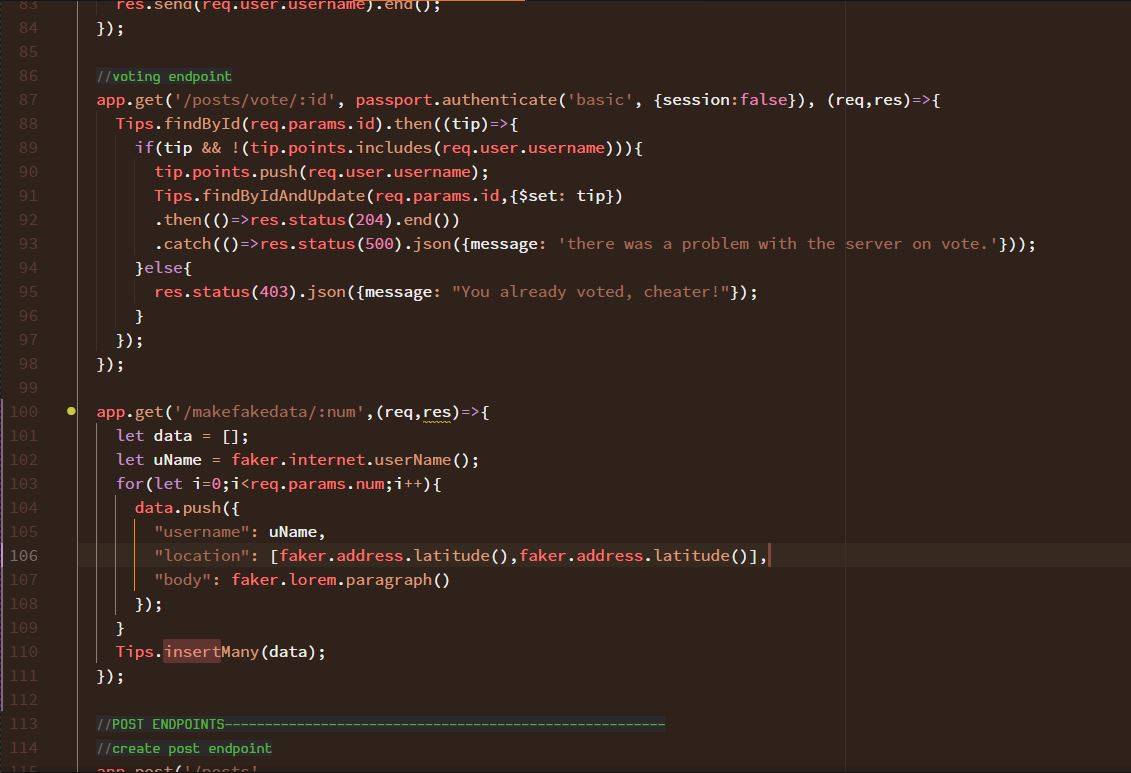 83 res.send(req.user.username).end();
84 });
85
86 //voting endpoint
87 app.get('/posts/vote/:id', passport.authenticate('basic', {session:false}), (req,res)=>{
88 Tips.findById(req.params.id).then((tip)=>{
89 if(tip && !(tip.points.includes(req.user.username))){
90 tip.points.push(req.user.username);
91 Tips.findByIdAndUpdate(req.params.id,{$set: tip})
92 .then(()=>res.status(204).end())
93 .catch(()=>res.status(500).json({message: 'there was a problem with the server on vote.'}));
94 }else{
95 res.status(403).json({message: "You already voted, cheater!"});
96 }
97 });
98 });
99
100 app.get('/makefakedata/:num',(req,res)=>{
101 let data = [];
102 let uName = faker.internet.userName();
103 for(let i=0;i<req.params.num;i++){
104 data.push({
105 "username": uName,
106 "location": [faker.address.latitude(),faker.address.latitude()],
107 "body": faker.lorem.paragraph()
108 });
109 }
110 Tips.insertMany(data);
111 });
112
113 //POST ENDPOINTS-------------------------------------------------------
114 //create post endpoint
115 app.post('/posts'